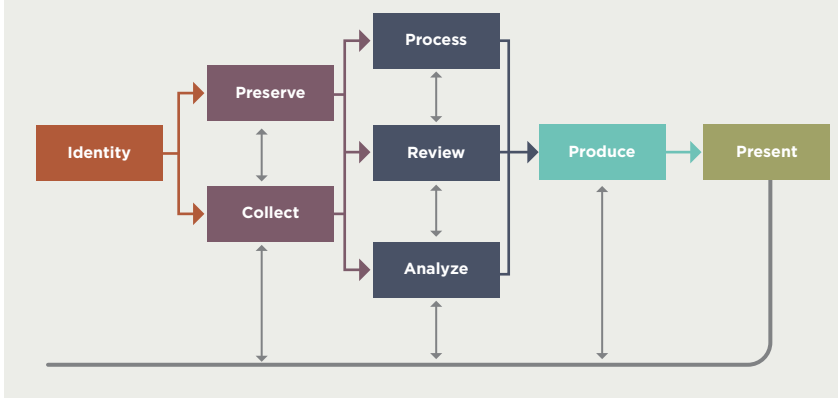 Identity
Preserve
Collect
Process
Review
Analyze
Produce
Present